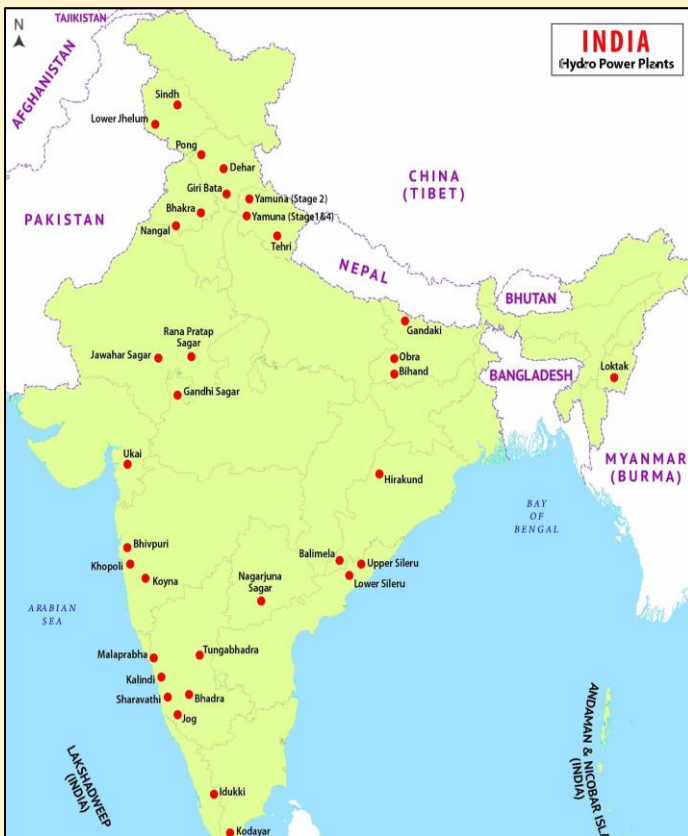 TAJIKISTAN
N
INDIA
Hydro Power Plants
AFGHANISTAN
Sindh
Lower Jhelum
Pong
Dehar
CHINA
(TIBET)
Giri Bata
Yamuna (Stage 2)
Bhakra
Yamuna (Stage1&4)
PAKISTAN
Nangal
Tehri
NEPAL
BHUTAN
Gandaki
Rana Pratap
Sagar
Jawahar Sagar
Obra
Bihand
BANGLADESH
Loktak
Gandhi Sagar
MYANMAR
(BURMA)
Ukai
Hirakund
BAY
OF
BENGAL
Bhivpuri
Khopoli
Koyna
Balimela
Upper Sileru
Lower Sileru
Nagarjuna
Sagar
ARABIAN
SEA
Malaprabha
Tungabhadra
Kalindi
Sharavathi
Bhadra
Jog
LAKSHADWEEP
(INDIA)
ANDAMAN & NICOBAR ISL
(INDIA)
Idukki
Kodayar